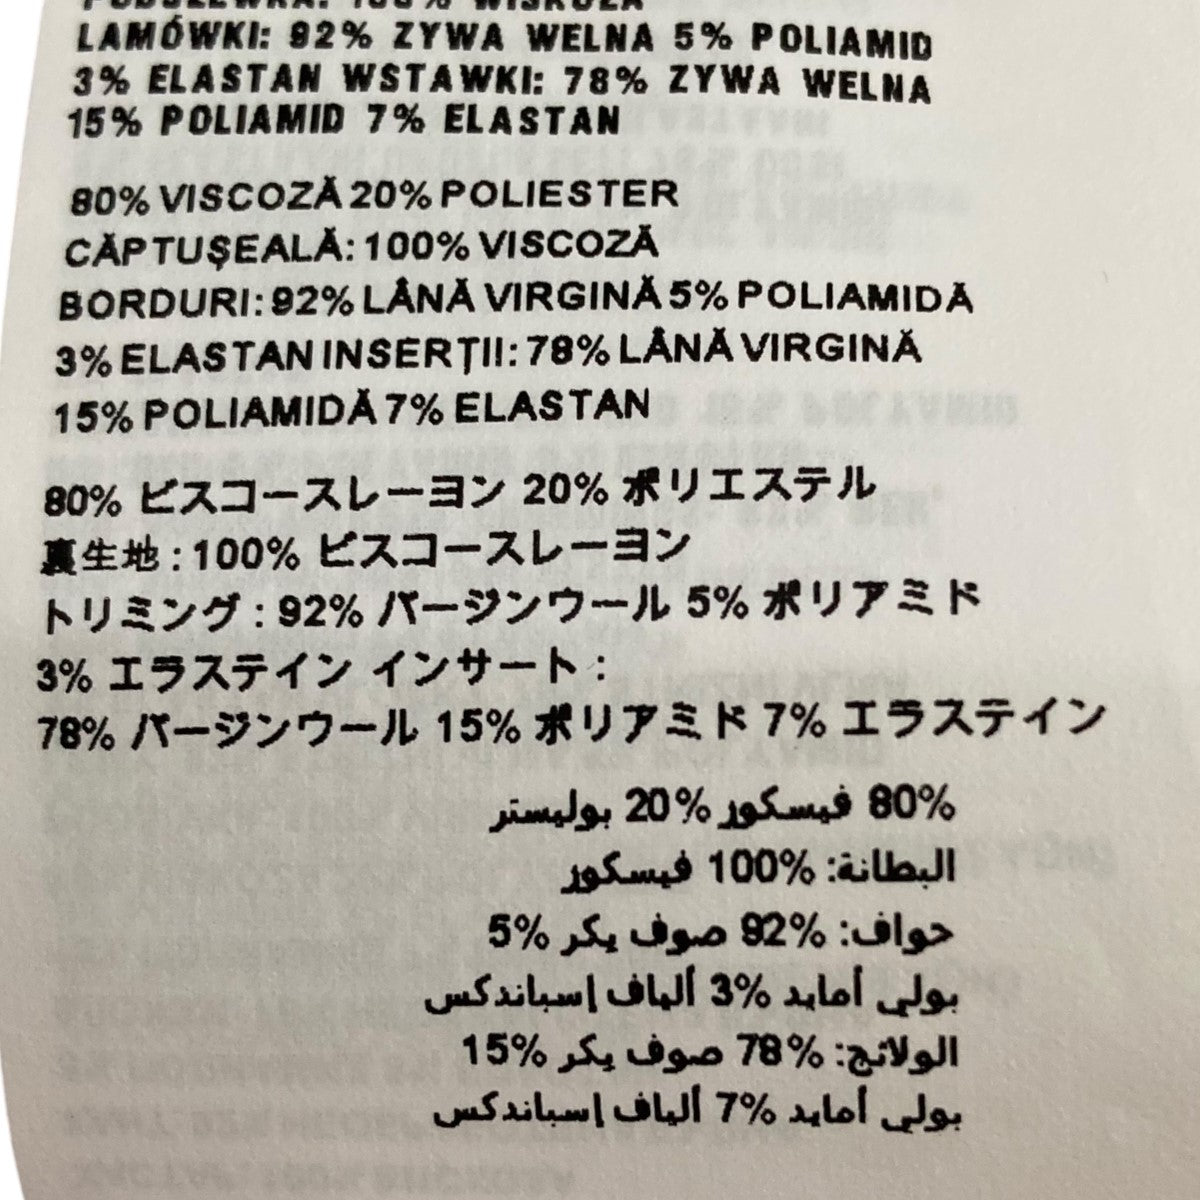 PODSZEWKA: 100% WISKOZA
LAMÓWKI: 92% ZYWA WELNA 5% POLIAMID
3% ELASTAN WSTAWKI: 78% ZYWA WELNA
15% POLIAMID 7% ELASTAN
80% VISCOZĂ 20% POLIESTER
CĂPTUȘEALĂ: 100% VISCOZĂ
BORDURI: 92% LÂNĂ VIRGINĂ 5% POLIAMIDĂ
3% ELASTAN INSERȚII: 78% LÂNĂ VIRGINĂ
15% POLIAMIDĂ 7% ELASTAN
80% ビスコースレーヨン 20% ポリエステル
裏生地 : 100% ビスコースレーヨン
トリミング : 92% バージンウール 5% ポリアミド
3% エラステイン インサート :
78% バージンウール 15% ポリアミド 7% エラステイン
80% فيسكوز 20% بوليستر
البطانة: 100% فيسكوز
حواف: 92% صوف بكر 5%
بولي أمايد 3% ألياف إسباندكس
الولائج: 78% صوف بكر 15%
بولي أمايد 7% ألياف إسباندكس